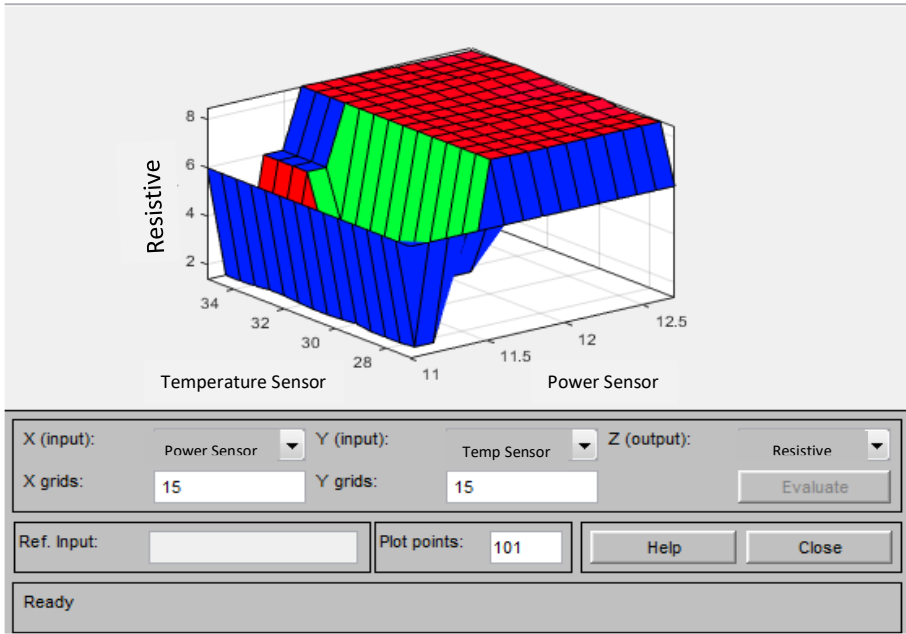 8
6
4
2
Resistive
34
32
30
28
11
11.5
12
12.5
Temperature Sensor
Power Sensor
X (input):
Power Sensor
Y (input):
Temp Sensor
Z (output):
Resistive
X grids:
15
Y grids:
15
Evaluate
Ref. Input:
Plot points:
101
Help
Close
Ready